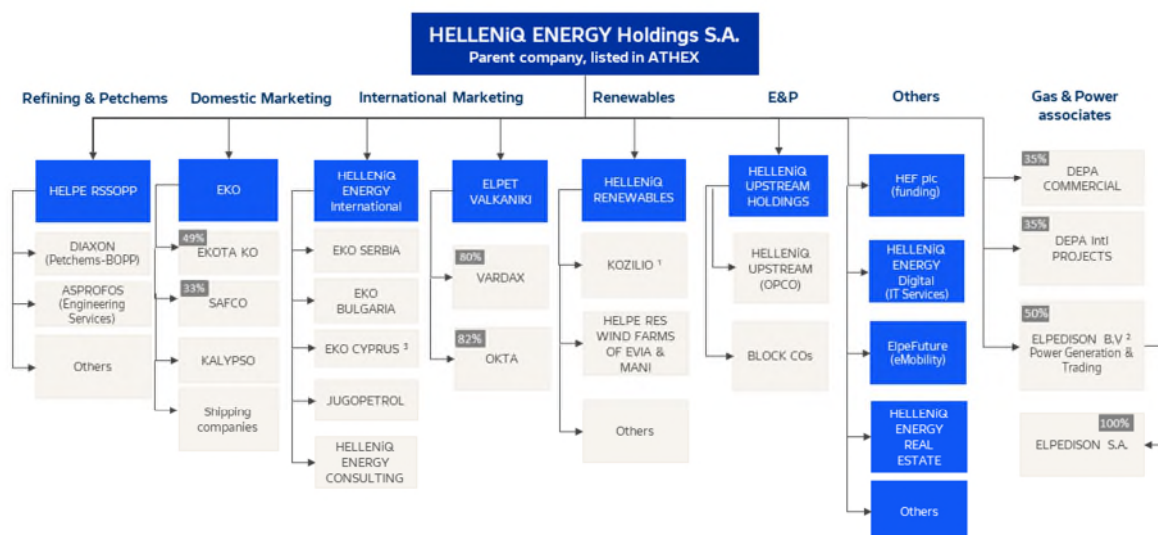 HELLENiQ ENERGY Holdings S.A.
Parent company, listed in ATHEX
Refining & Petchems
Domestic Marketing
International Marketing
Renewables
E&P
Others
Gas & Power
associates
HELPE RSSOPP
DIAXON
(Petchems-BOPP)
ASPROFOS
(Engineering
Services)
Others
EKO
49%
EKOTA KO
33%
SAFCO
KALYPSO
Shipping
companies
HELLENiQ
ENERGY
International
EKO SERBIA
EKO
BULGARIA
EKO CYPRUS ³
JUGOPETROL
HELLENiQ
ENERGY
CONSULTING
ELPET
VALKANIKI
80%
VARDAX
82%
OKTA
HELLENiQ
RENEWABLES
KOZILIO ¹
HELPE RES
WIND FARMS
OF EVIA &
MANI
Others
HELLENiQ
UPSTREAM
HOLDINGS
HELLENiQ
UPSTREAM
(OPCO)
BLOCK COs
HEF plc
(funding)
HELLENiQ
ENERGY
Digital
(IT Services)
ElpeFuture
(eMobility)
HELLENiQ
ENERGY
REAL
ESTATE
Others
35%
DEPA
COMMERCIAL
35%
DEPA Intl
PROJECTS
50%
ELPEDISON B.V ²
Power Generation &
Trading
100%
ELPEDISON S.A.